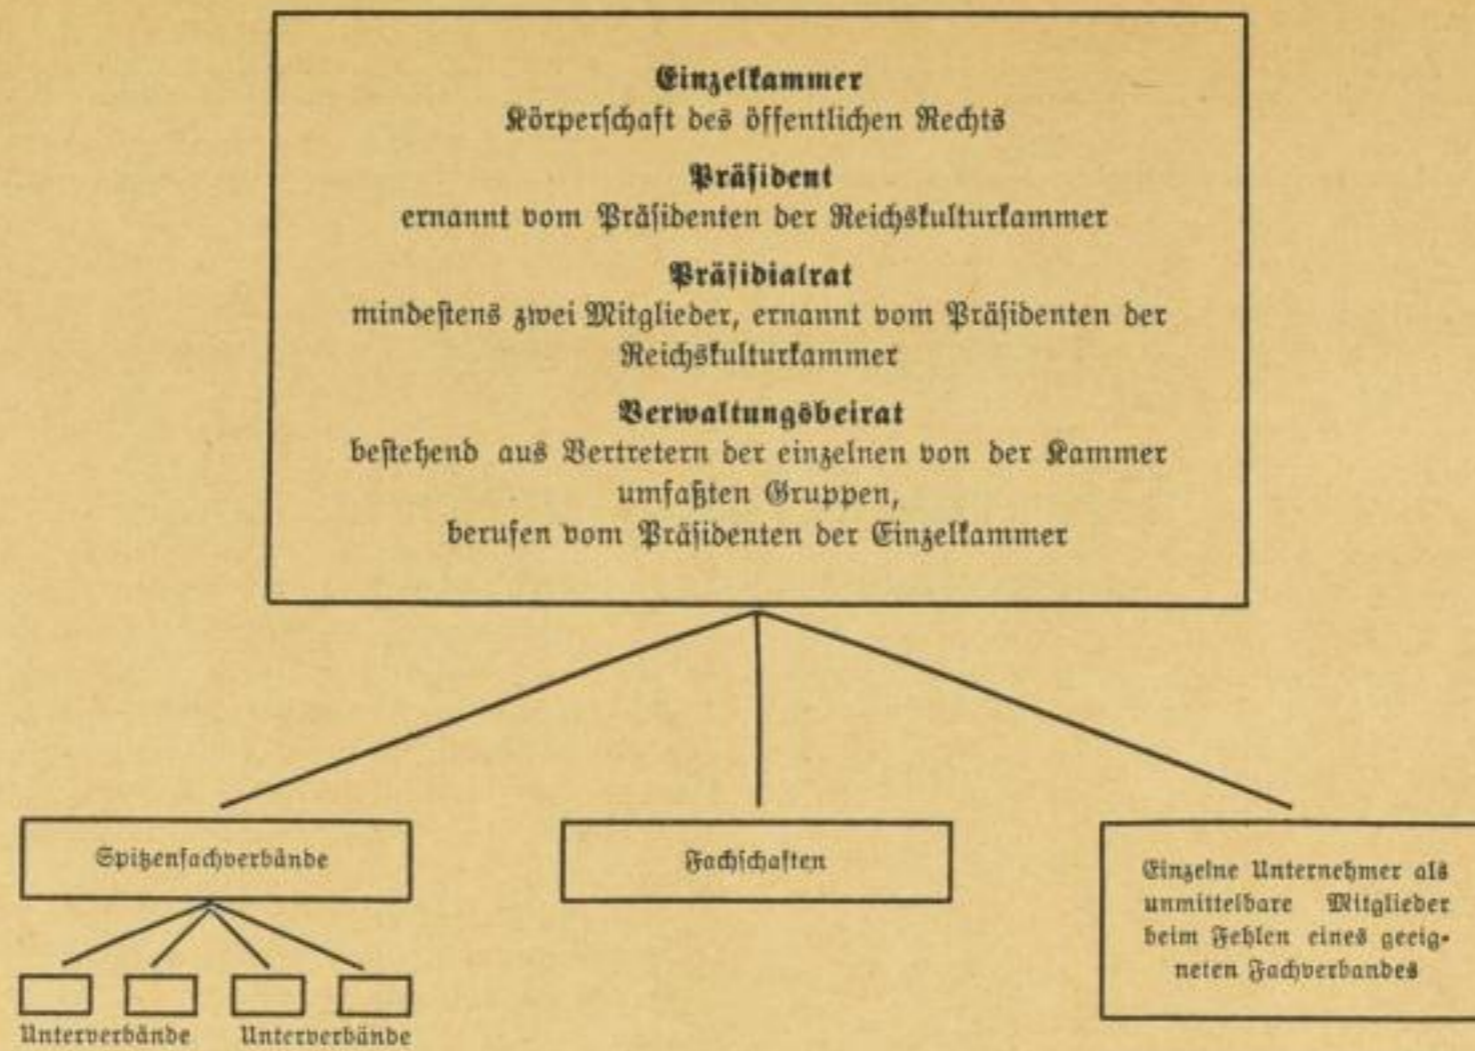 Einzelkammer
Körperschaft des öffentlichen Rechts
Präsident
ernannt vom Präsidenten der Reichskulturkammer
Präsidialrat
mindestens zwei Mitglieder, ernannt vom Präsidenten der
Reichskulturkammer
Verwaltungsbeirat
bestehend aus Vertretern der einzelnen von der Kammer
umfaßten Gruppen,
berufen vom Präsidenten der Einzelkammer
Spitzenfachverbände
Fachschaften
Einzelne Unternehmer als
unmittelbare Mitglieder
beim Fehlen eines geeig-
neten Fachverbandes
Unterverbände Unterverbände